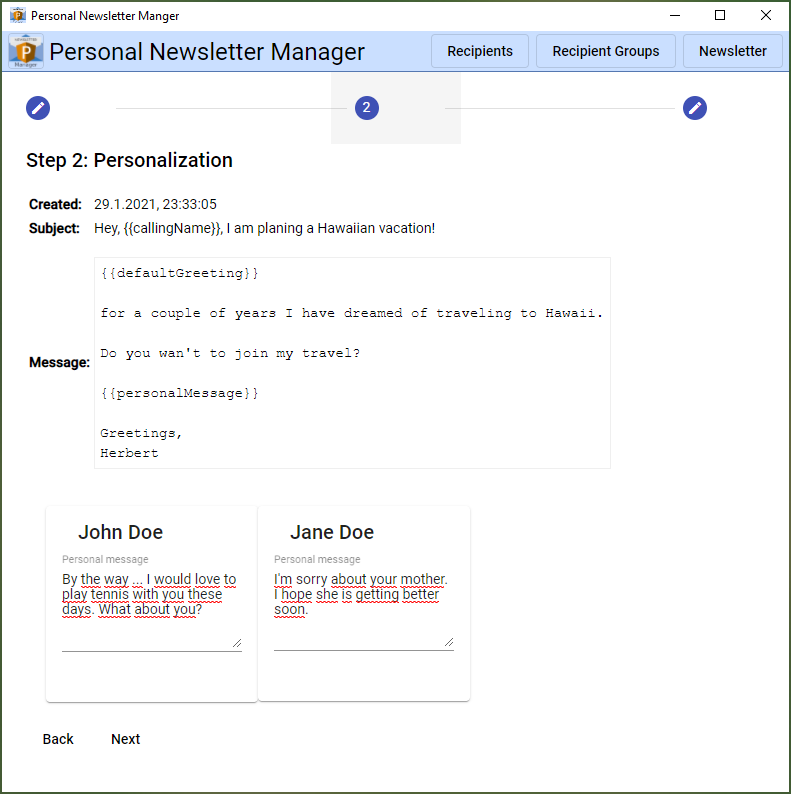 Personal Newsletter Manger
Personal Newsletter Manager
Recipients
Recipient Groups
Newsletter
2
Step 2: Personalization
Created: 29.1.2021, 23:33:05
Subject: Hey, {{callingName}}, I am planing a Hawaiian vacation!
Message:
{{defaultGreeting}}
for a couple of years I have dreamed of traveling to Hawaii.
Do you wan't to join my travel?
{{personalMessage}}
Greetings,
Herbert
John Doe
Personal message
By the way ... I would love to
play tennis with you these
days. What about you?
Jane Doe
Personal message
I'm sorry about your mother.
I hope she is getting better
soon.
Back
Next